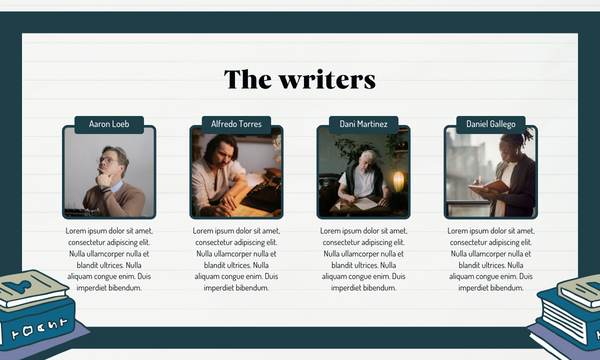 The writers
Aaron Loeb
Alfredo Torres
Dani Martinez
Daniel Gallego
Lorem ipsum dolor sit amet,
consectetur adipiscing elit.
Nulla ullamcorper nulla et
blandit ultrices. Nulla
aliquam congue enim. Duis
imperdiet bibendum.
Lorem ipsum dolor sit amet,
consectetur adipiscing elit.
Nulla ullamcorper nulla et
blandit ultrices. Nulla
aliquam congue enim. Duis
imperdiet bibendum.
Lorem ipsum dolor sit amet,
consectetur adipiscing elit.
Nulla ullamcorper nulla et
blandit ultrices. Nulla
aliquam congue enim. Duis
imperdiet bibendum.
Lorem ipsum dolor sit amet,
consectetur adipiscing elit.
Nulla ullamcorper nulla et
blandit ultrices. Nulla
aliquam congue enim. Duis
imperdiet bibendum.